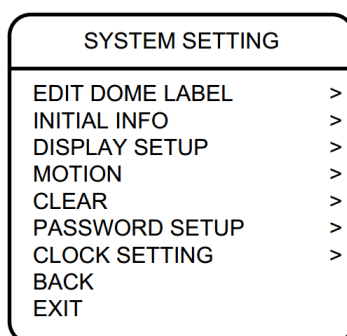 SYSTEM SETTING
EDIT DOME LABEL >
INITIAL INFO >
DISPLAY SETUP >
MOTION >
CLEAR >
PASSWORD SETUP >
CLOCK SETTING >
BACK
EXIT